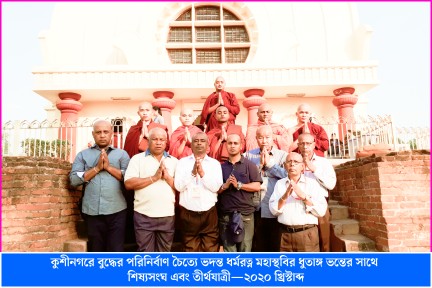 কুশীনগরে বুদ্ধের পরিনির্বাণ চৈত্যে ভদন্ত ধর্মরত্ন মহাস্থবির ধুতাঙ্গ ভন্তের সাথে
শিষ্যসংঘ এবং তীর্থযাত্রী—২০২০ খ্রিস্টাব্দ